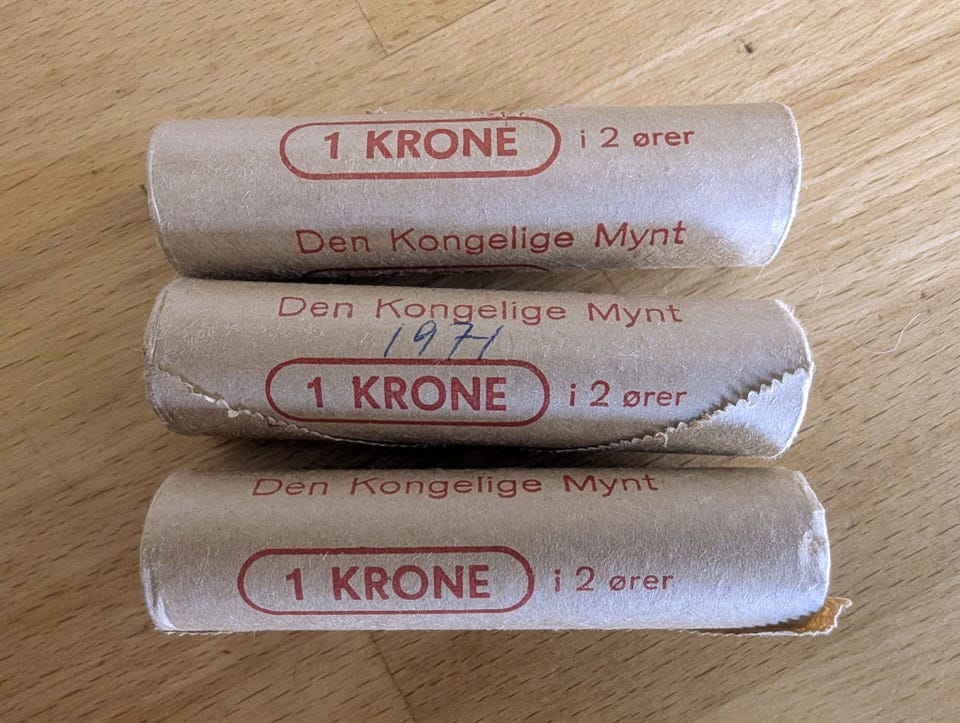 1 KRONE i 2 ører
Den Kongelige Mynt
Den Kongelige Mynt
1971
1 KRONE i 2 ører
Den Kongelige Mynt
1 KRONE i 2 ører